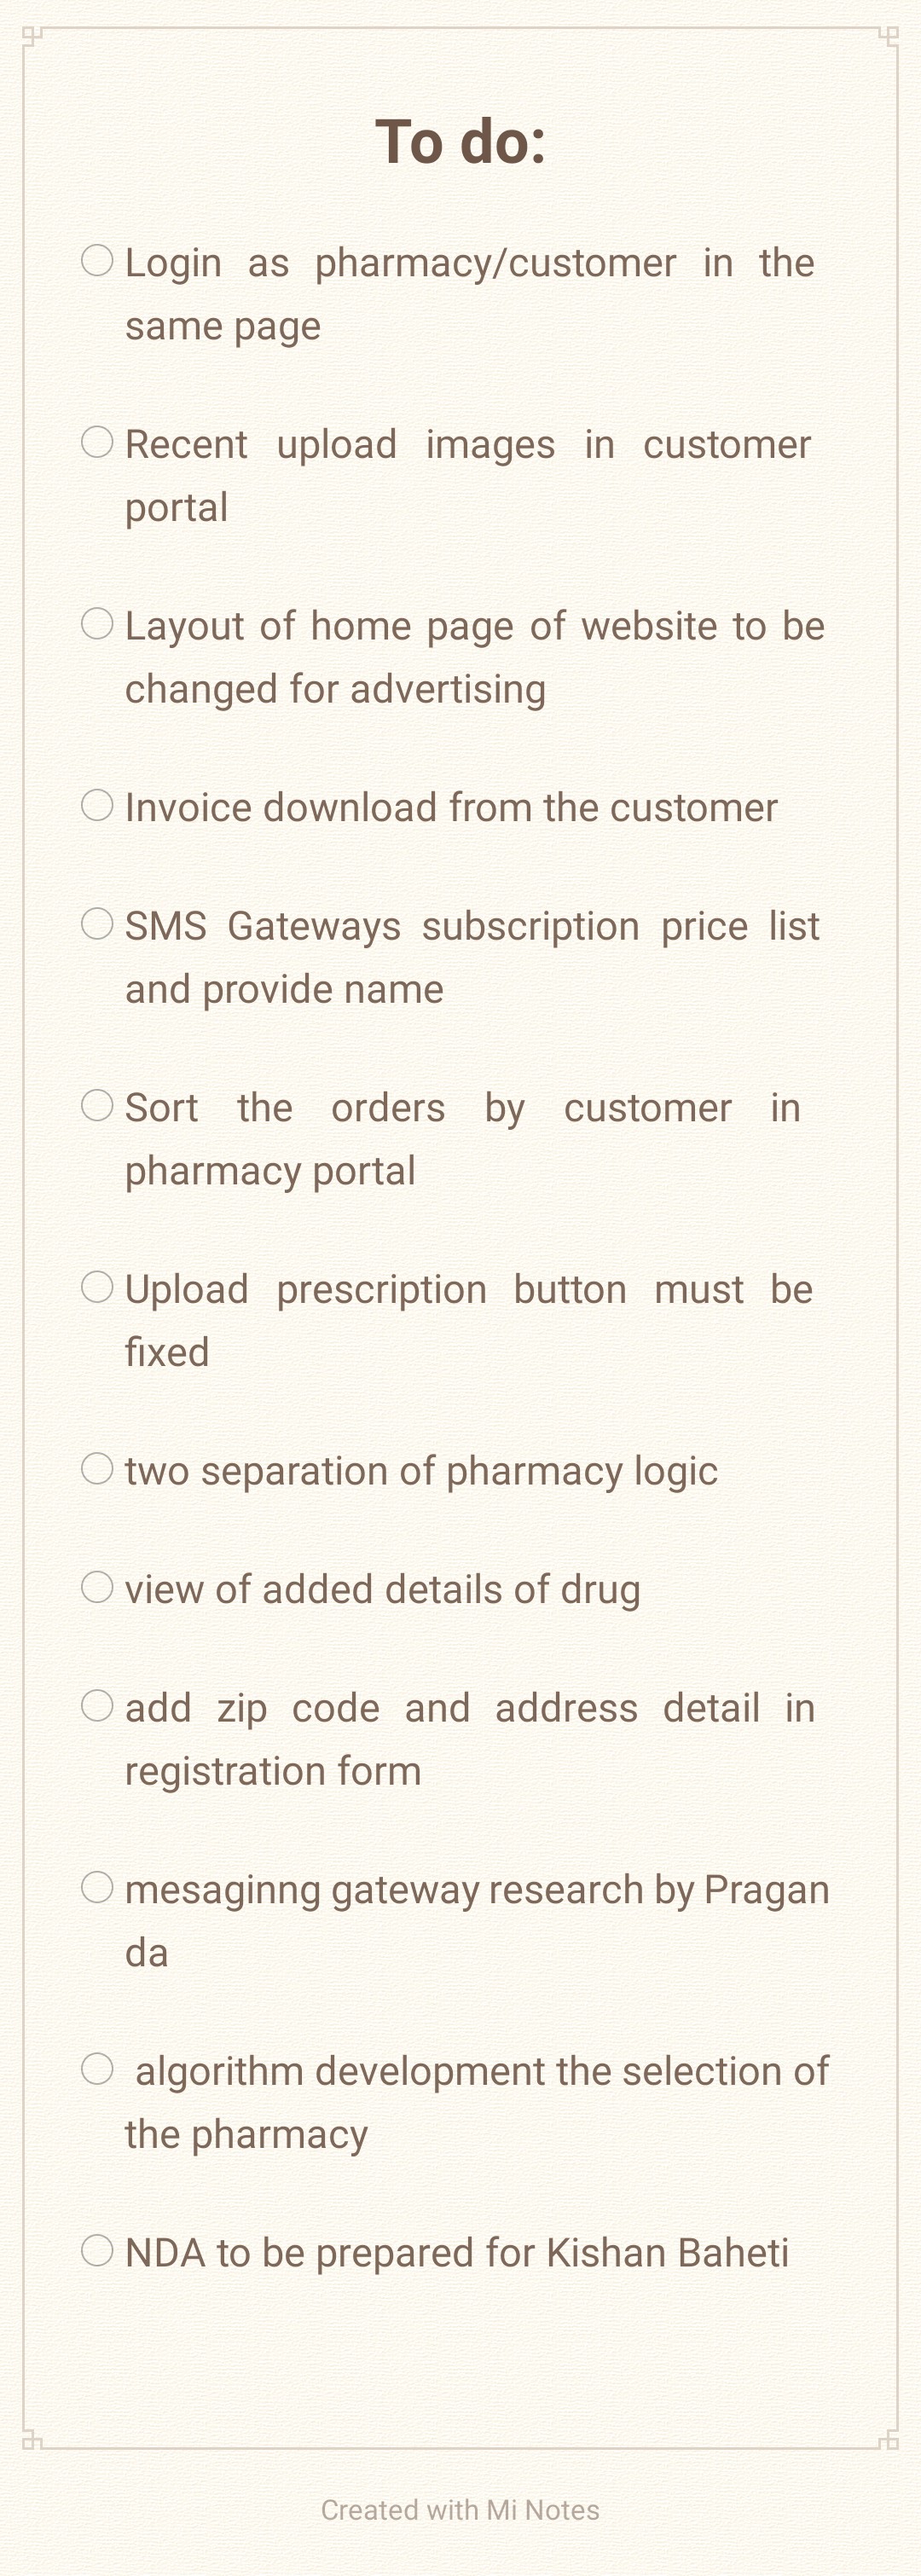 To do:
Login as pharmacy/customer in the
same page
Recent upload images in customer
portal
Layout of home page of website to be
changed for advertising
Invoice download from the customer
SMS Gateways subscription price list
and provide name
Sort the orders by customer in
pharmacy portal
Upload prescription button must be
fixed
two separation of pharmacy logic
view of added details of drug
add zip code and address detail in
registration form
mesaginng gateway research by Pragan
da
algorithm development the selection of
the pharmacy
NDA to be prepared for Kishan Baheti
Created with Mi Notes